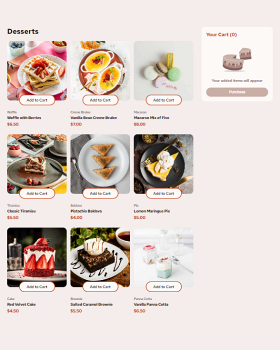 Desserts
Your Cart (0)
Your added items will appear
Purchase
Add to Cart
Waffle
Waffle with Berries
$6.50
Add to Cart
Crème Brûlée
Vanilla Bean Crème Brûlée
$7.00
Add to Cart
Macaron
Macaron Mix of Five
$8.00
Add to Cart
Tiramisu
Classic Tiramisu
$5.50
Add to Cart
Baklava
Pistachio Baklava
$4.00
Add to Cart
Pie
Lemon Meringue Pie
$5.00
Add to Cart
Cake
Red Velvet Cake
$4.50
Add to Cart
Brownie
Salted Caramel Brownie
$5.50
Add to Cart
Panna Cotta
Vanilla Panna Cotta
$6.50